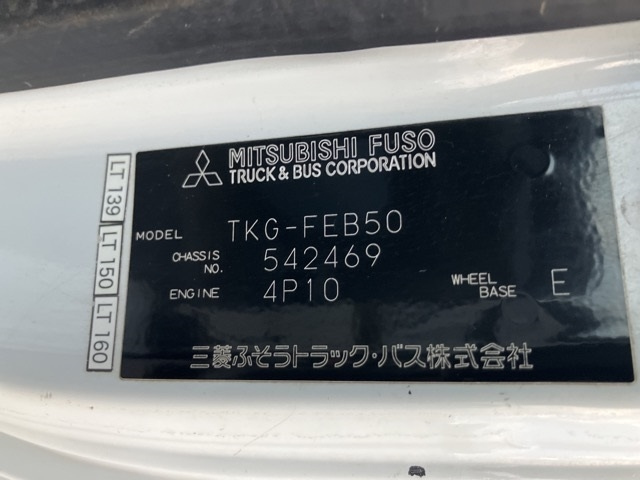 MITSUBISHI FUSO
TRUCK & BUS CORPORATION
MODEL TKG-FEB50
CHASSIS NO. 542469
ENGINE 4P10 WHEEL BASE E
三菱ふそうトラック・バス株式会社
LT 139
LT 150
LT 160